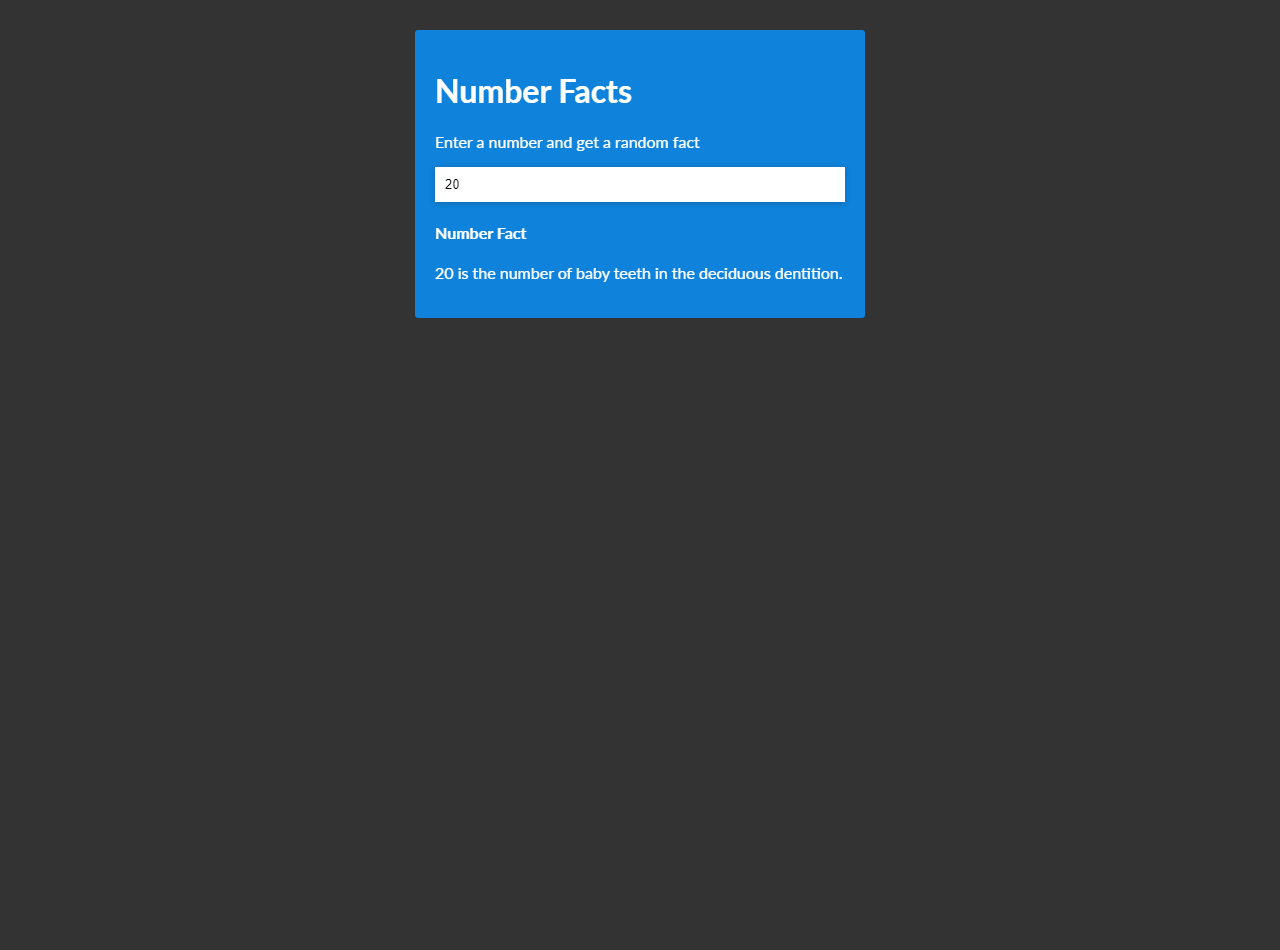 Number Facts
Enter a number and get a random fact
20
Number Fact
20 is the number of baby teeth in the deciduous dentition.